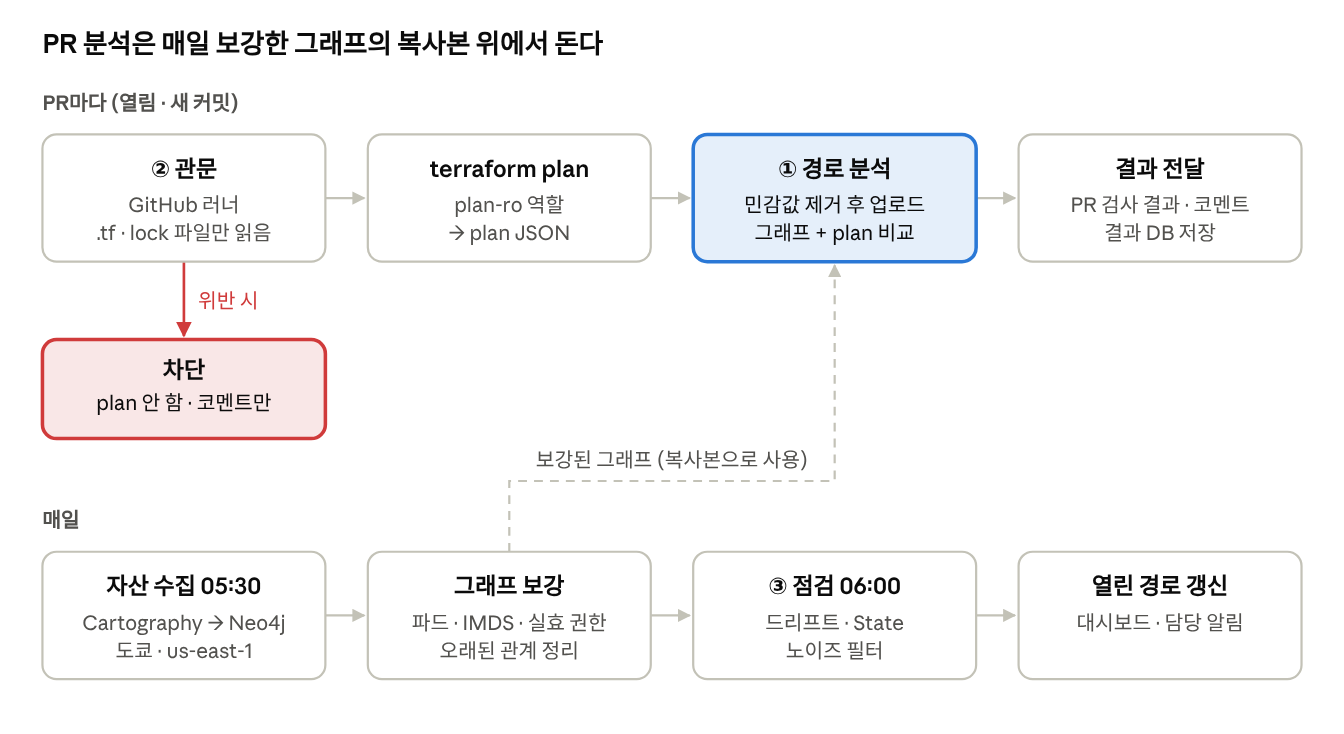 PR 분석은 매일 보강한 그래프의 복사본 위에서 돈다
PR마다 (열림 · 새 커밋)
② 관문
GitHub 러너
.tf · lock 파일만 읽음
terraform plan
plan-ro 역할
→ plan JSON
① 경로 분석
민감값 제거 후 업로드
그래프 + plan 비교
결과 전달
PR 검사 결과 · 코멘트
결과 DB 저장
위반 시
차단
plan 안 함 · 코멘트만
보강된 그래프 (복사본으로 사용)
매일
자산 수집 05:30
Cartography → Neo4j
도쿄 · us-east-1
그래프 보강
파드 · IMDS · 실효 권한
오래된 관계 정리
③ 점검 06:00
드리프트 · State
노이즈 필터
열린 경로 갱신
대시보드 · 담당 알림